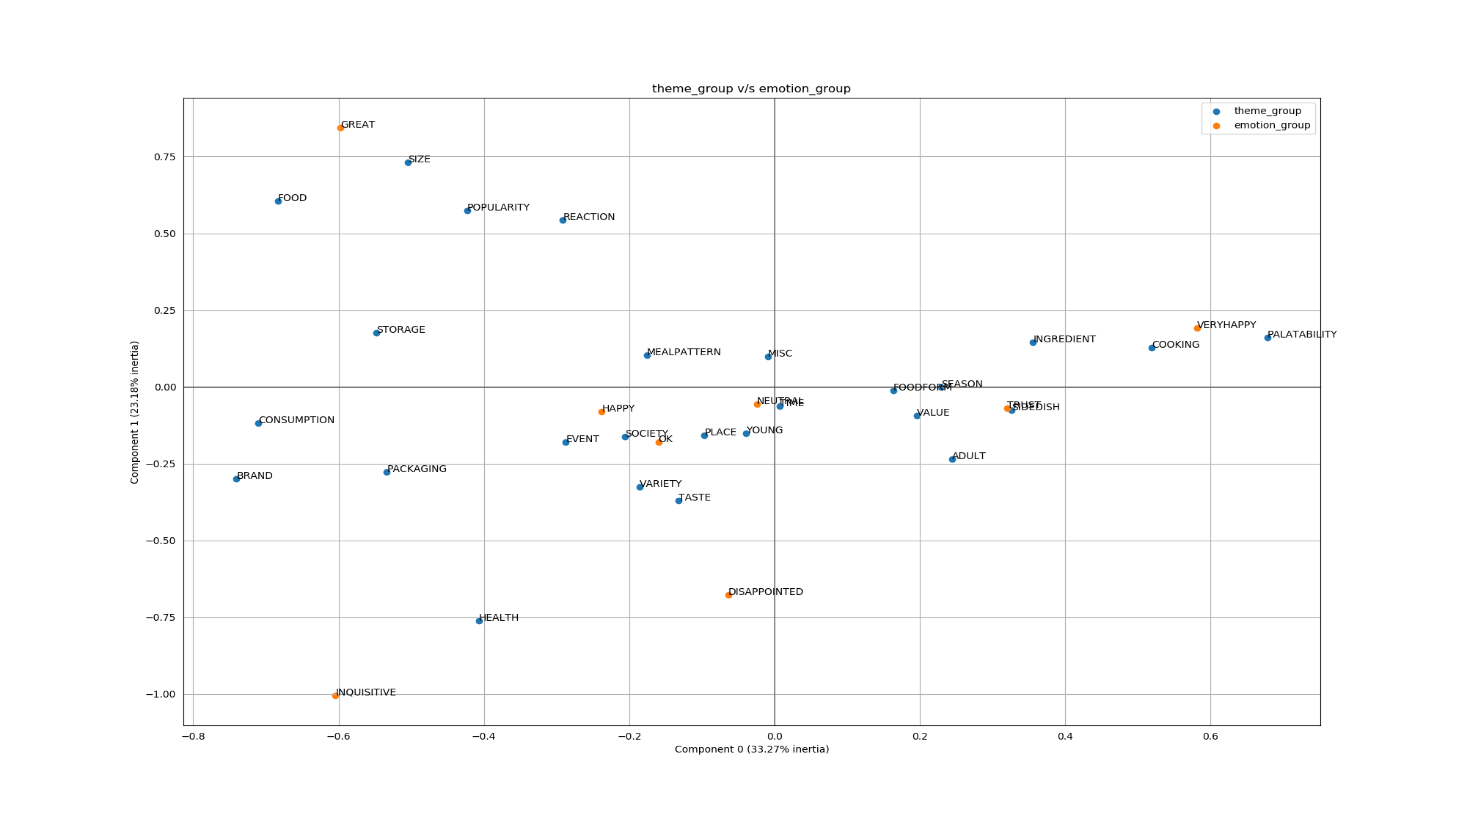 theme_group v/s emotion_group
theme_group
emotion_group
GREAT
SIZE
FOOD
POPULARITY
REACTION
STORAGE
VERYHAPPY
PALATABILITY
INGREDIENT
COOKING
MEALPATTERN
MISC
SEASON
FOODFORM
NEUTRAL
TIME
TRUST
SIDEDISH
HAPPY
VALUE
CONSUMPTION
YOUNG
PLACE
SOCIETY
OK
EVENT
ADULT
PACKAGING
BRAND
VARIETY
TASTE
DISAPPOINTED
HEALTH
INQUISITIVE
0.75
0.50
0.25
0.00
−0.25
−0.50
−0.75
−1.00
Component 1 (23.18% inertia)
−0.8 −0.6 −0.4 −0.2 0.0 0.2 0.4 0.6
Component 0 (33.27% inertia)